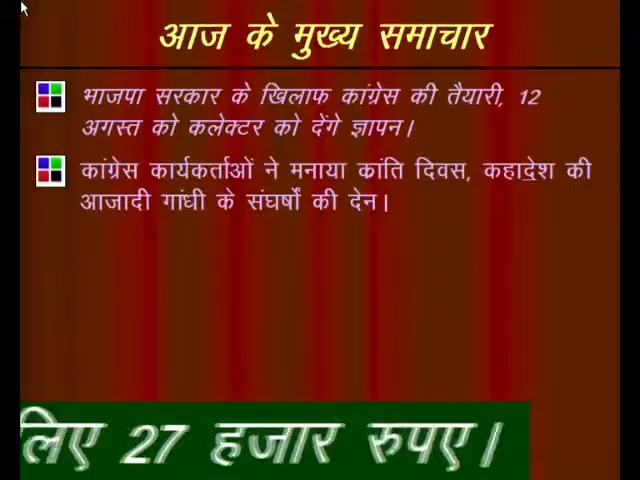 आज के मुख्य समाचार
भाजपा सरकार के खिलाफ कांग्रेस की तैयारी, 12
अगस्त को कलेक्टर को देंगे ज्ञापन।
कांग्रेस कार्यकर्ताओं ने मनाया क्रांति दिवस, कहादेश की
आजादी गांधी के संघर्षों की देन।
लिए 27 हजार रुपए।